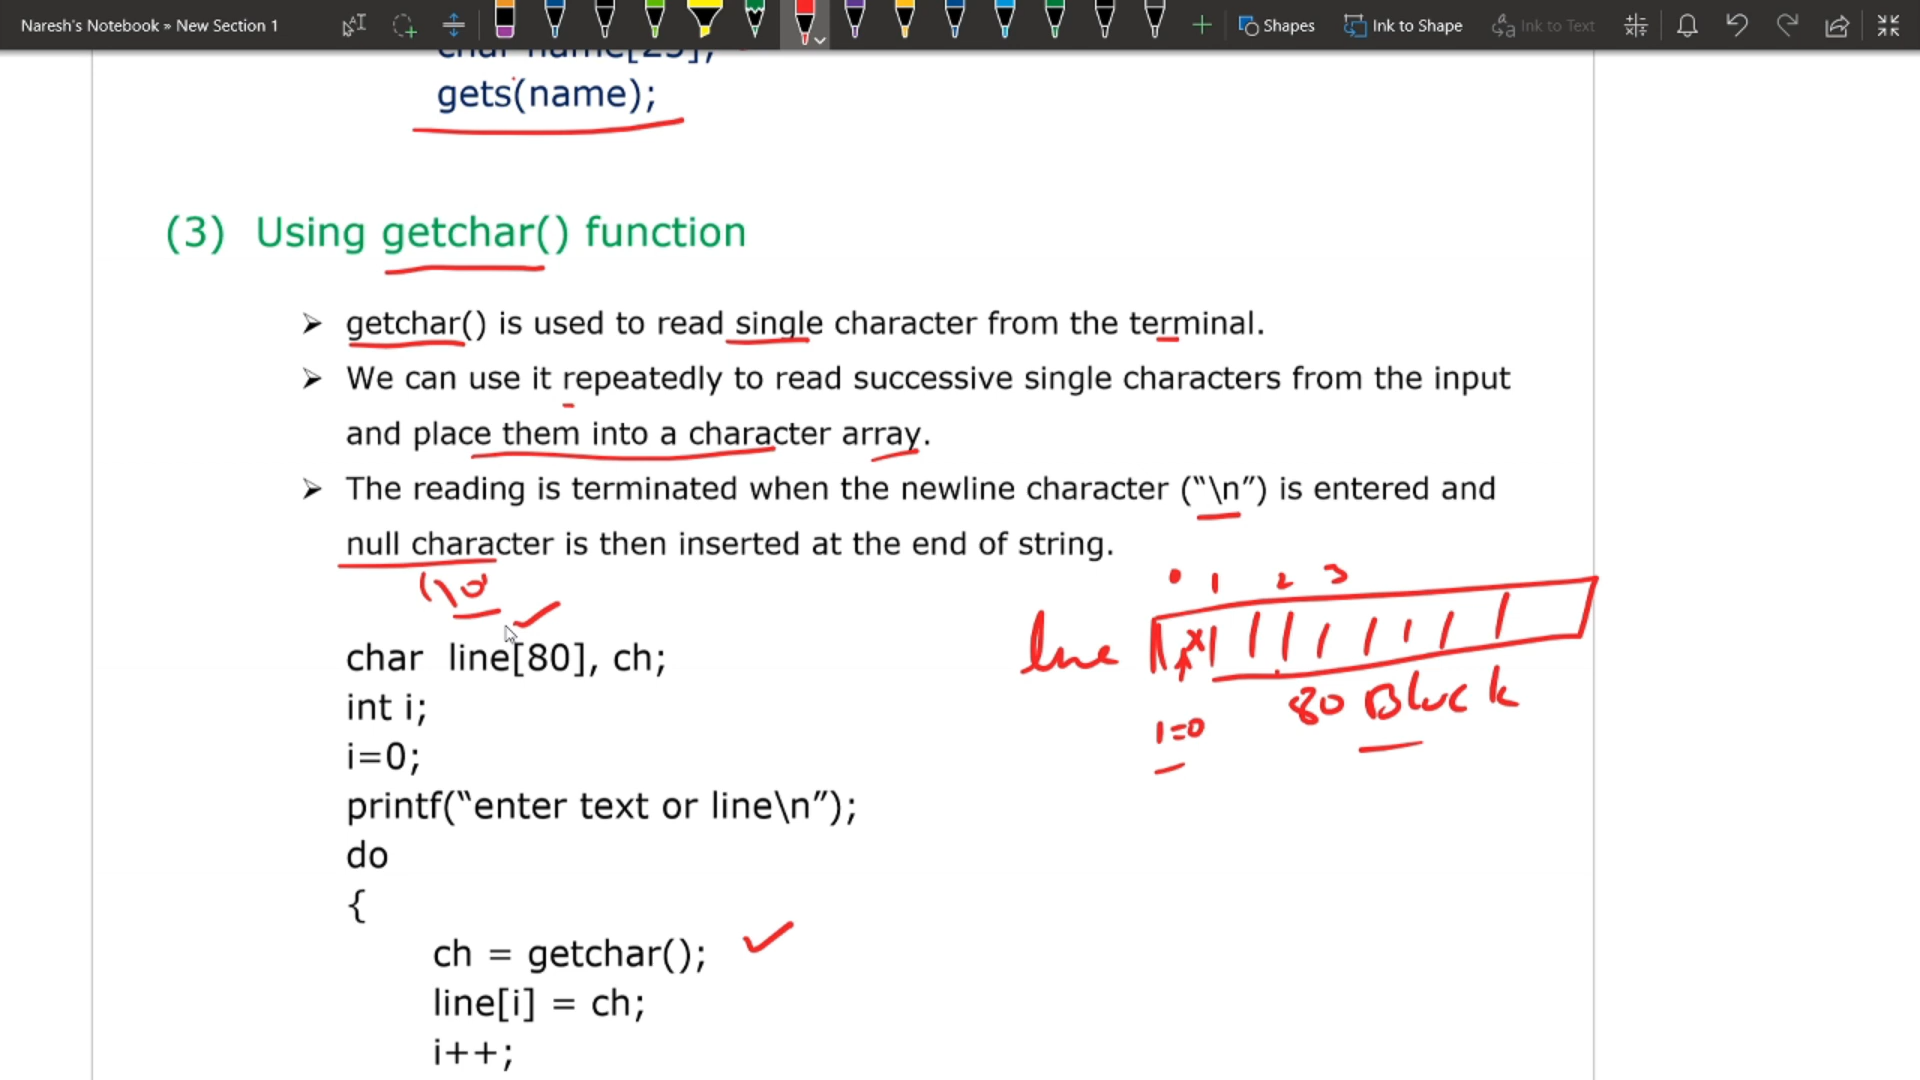 Naresh's Notebook » New Section 1
Shapes
Ink to Shape
Ink to Text
char name[25];
gets(name);
(3) Using getchar() function
➢ getchar() is used to read single character from the terminal.
➢ We can use it repeatedly to read successive single characters from the input
and place them into a character array.
➢ The reading is terminated when the newline character (“\n”) is entered and
null character is then inserted at the end of string.
0 1 2 3
line
80 Block
i=0
char line[80], ch;
int i;
i=0;
printf(“enter text or line\n”);
do
{
ch = getchar();
line[i] = ch;
i++;